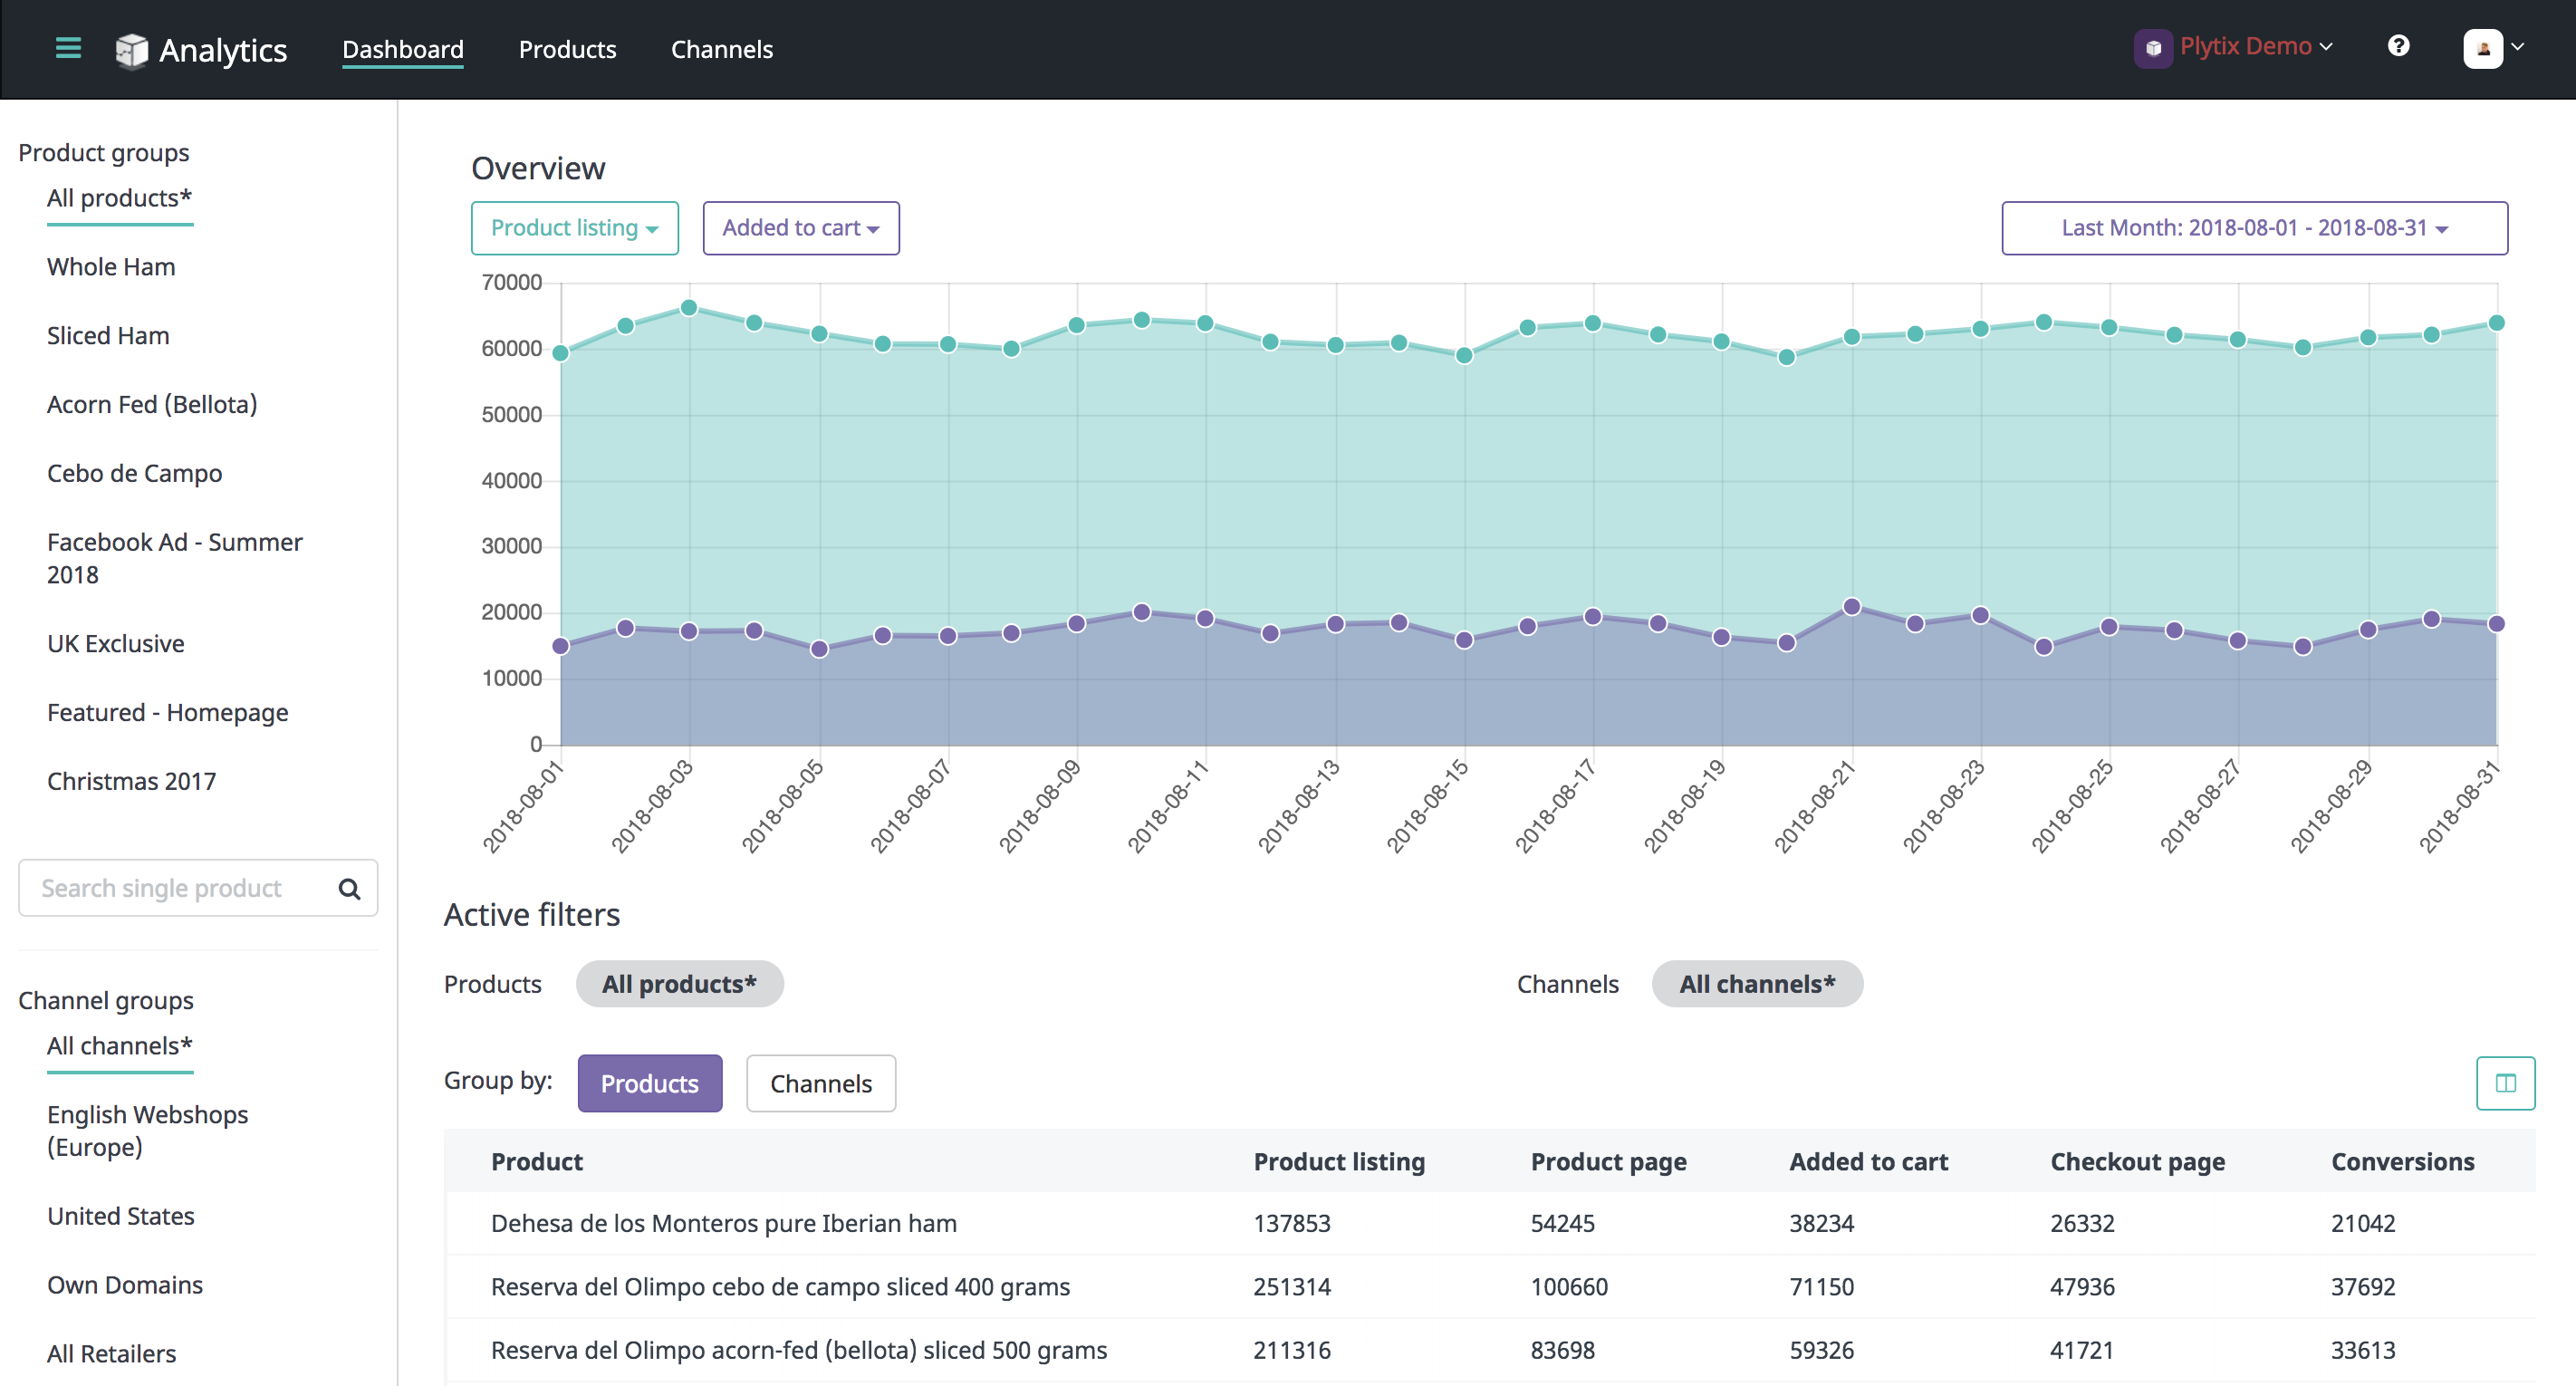 Analytics Dashboard Products Channels Plytix Demo ?
Product groups
All products*
Whole Ham
Sliced Ham
Acorn Fed (Bellota)
Cebo de Campo
Facebook Ad - Summer
2018
UK Exclusive
Featured - Homepage
Christmas 2017
Search single product
Channel groups
All channels*
English Webshops
(Europe)
United States
Own Domains
All Retailers
Overview
Product listing Added to cart Last Month: 2018-08-01 - 2018-08-31
70000
60000
50000
40000
30000
20000
10000
0
2018-08-01 2018-08-03 2018-08-05 2018-08-07 2018-08-09 2018-08-11 2018-08-13 2018-08-15 2018-08-17 2018-08-19 2018-08-21 2018-08-23 2018-08-25 2018-08-27 2018-08-29 2018-08-31
Active filters
Products All products* Channels All channels*
Group by: Products Channels
Product Product listing Product page Added to cart Checkout page Conversions
Dehesa de los Monteros pure Iberian ham 137853 54245 38234 26332 21042
Reserva del Olimpo cebo de campo sliced 400 grams 251314 100660 71150 47936 37692
Reserva del Olimpo acorn-fed (bellota) sliced 500 grams 211316 83698 59326 41721 33613